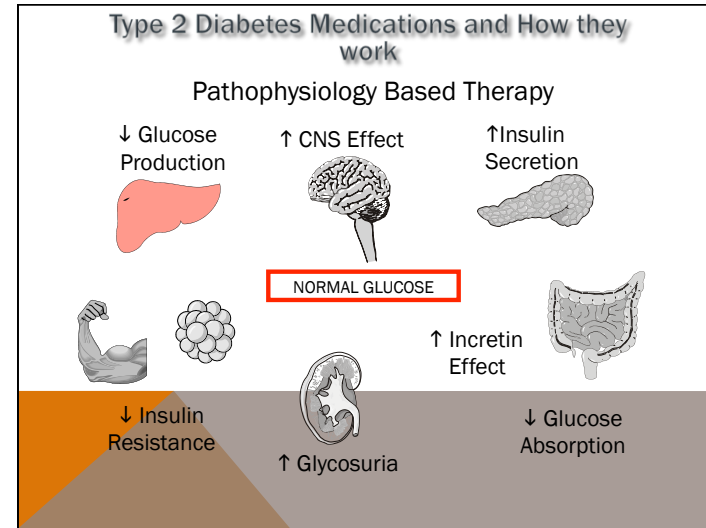 Type 2 Diabetes Medications and How they
work
Pathophysiology Based Therapy
↓ Glucose
Production
↑ CNS Effect
↑Insulin
Secretion
NORMAL GLUCOSE
↑ Incretin
Effect
↓ Insulin
Resistance
↑ Glycosuria
↓ Glucose
Absorption